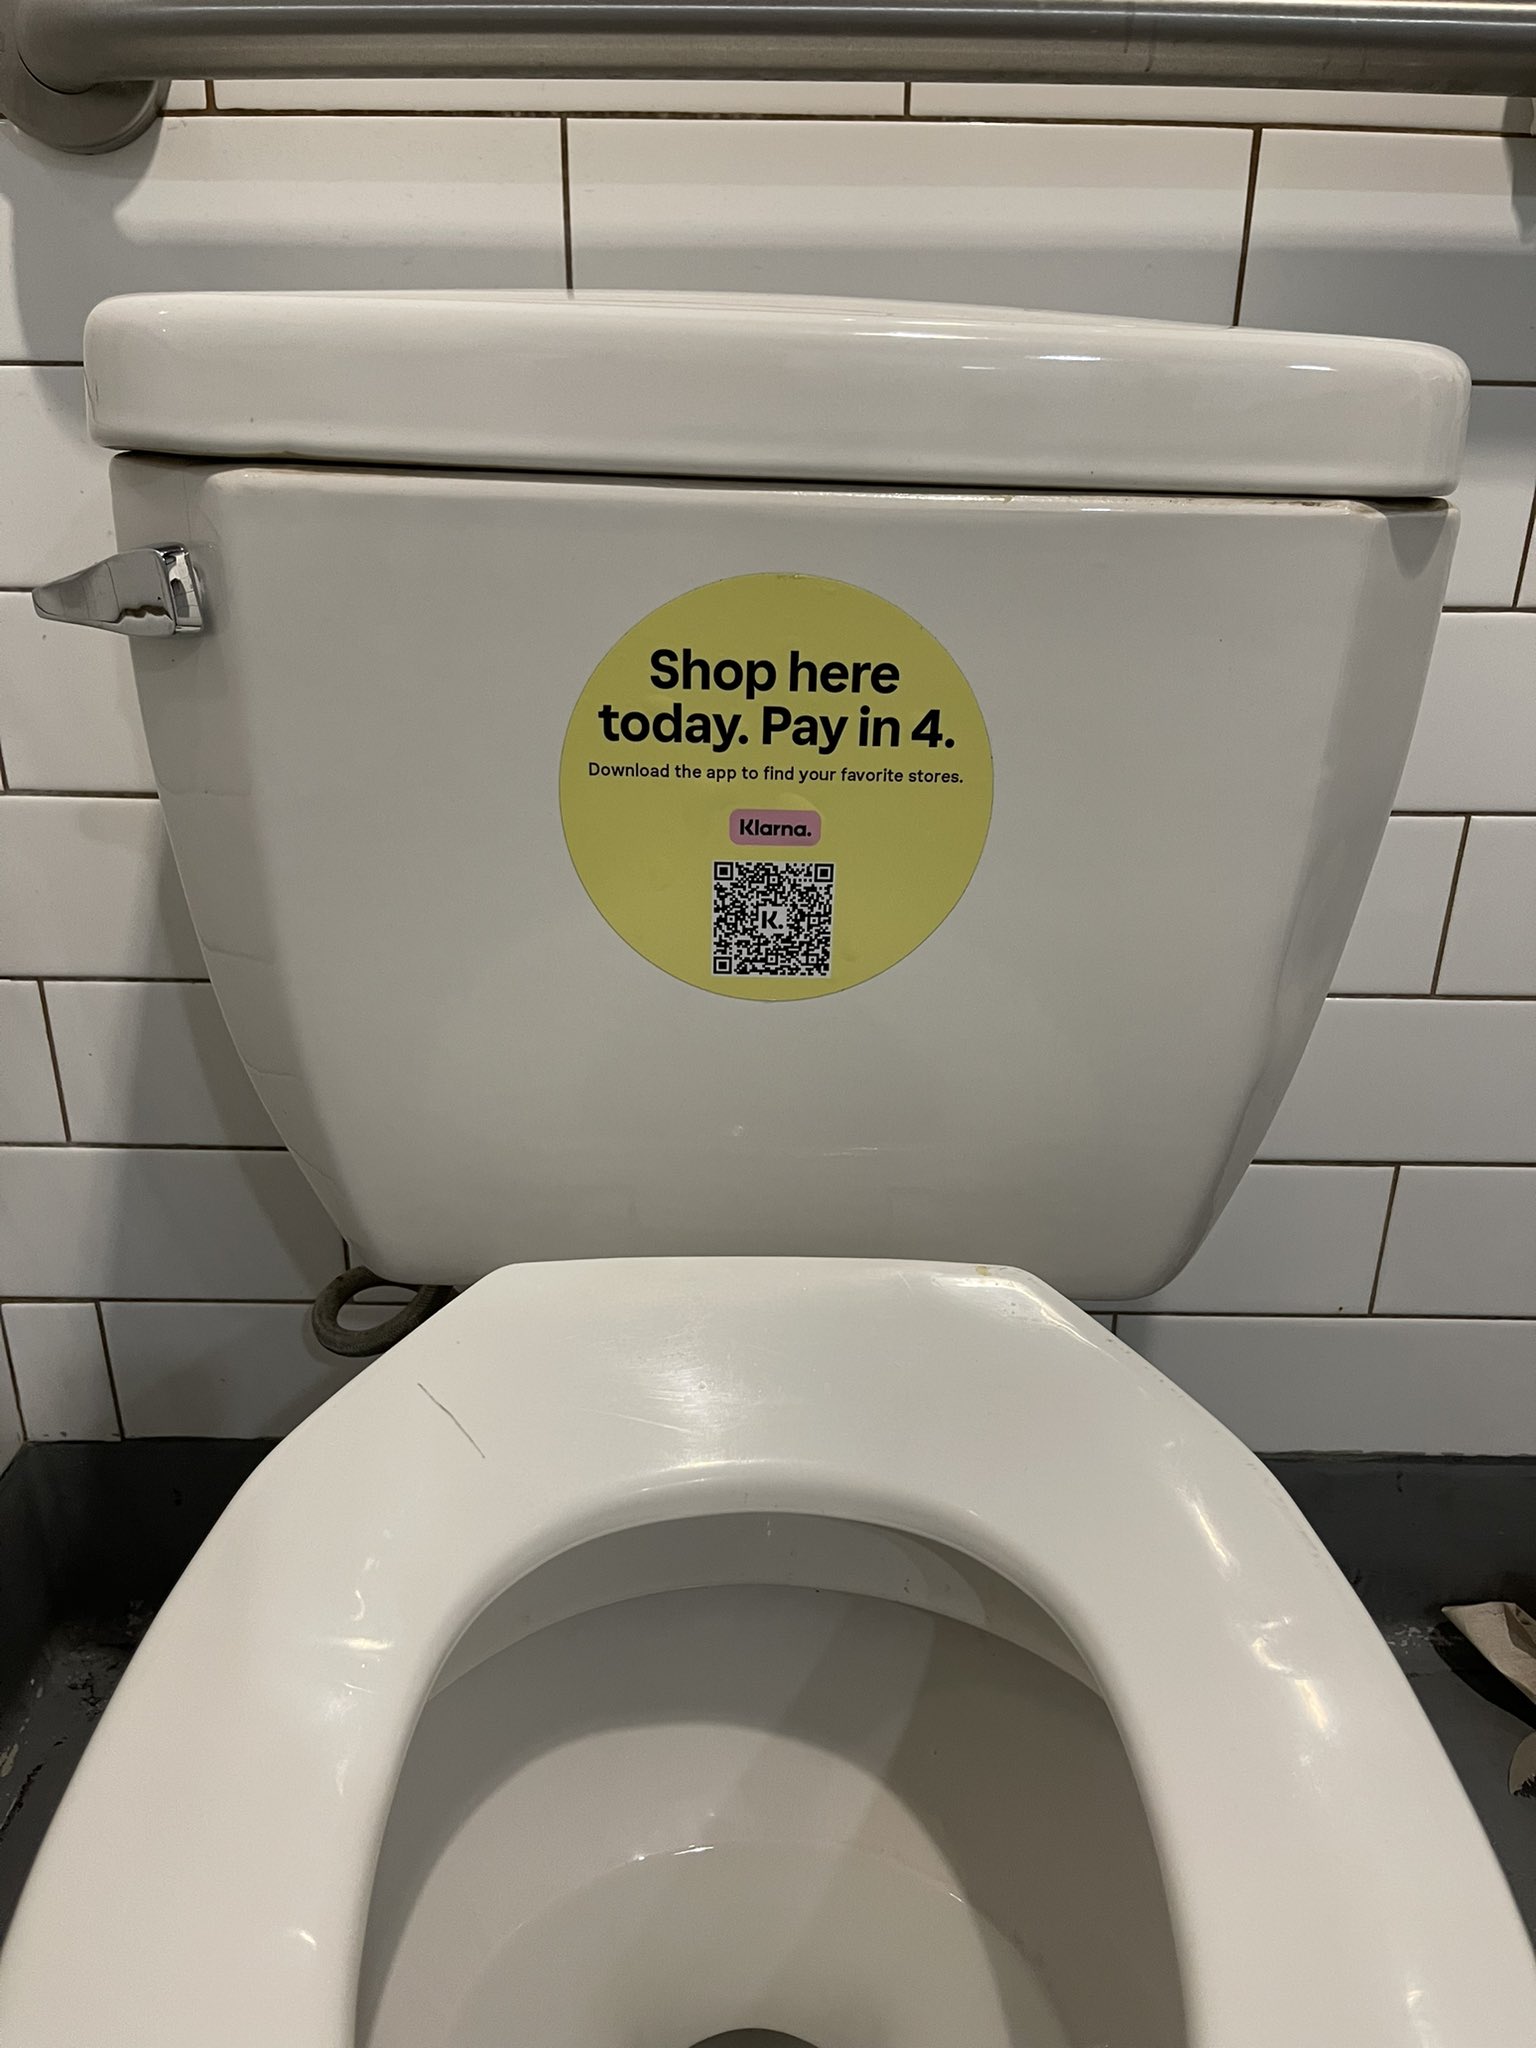 Shop here
today. Pay in 4.
Download the app to find your favorite stores.
Klarna.
K.